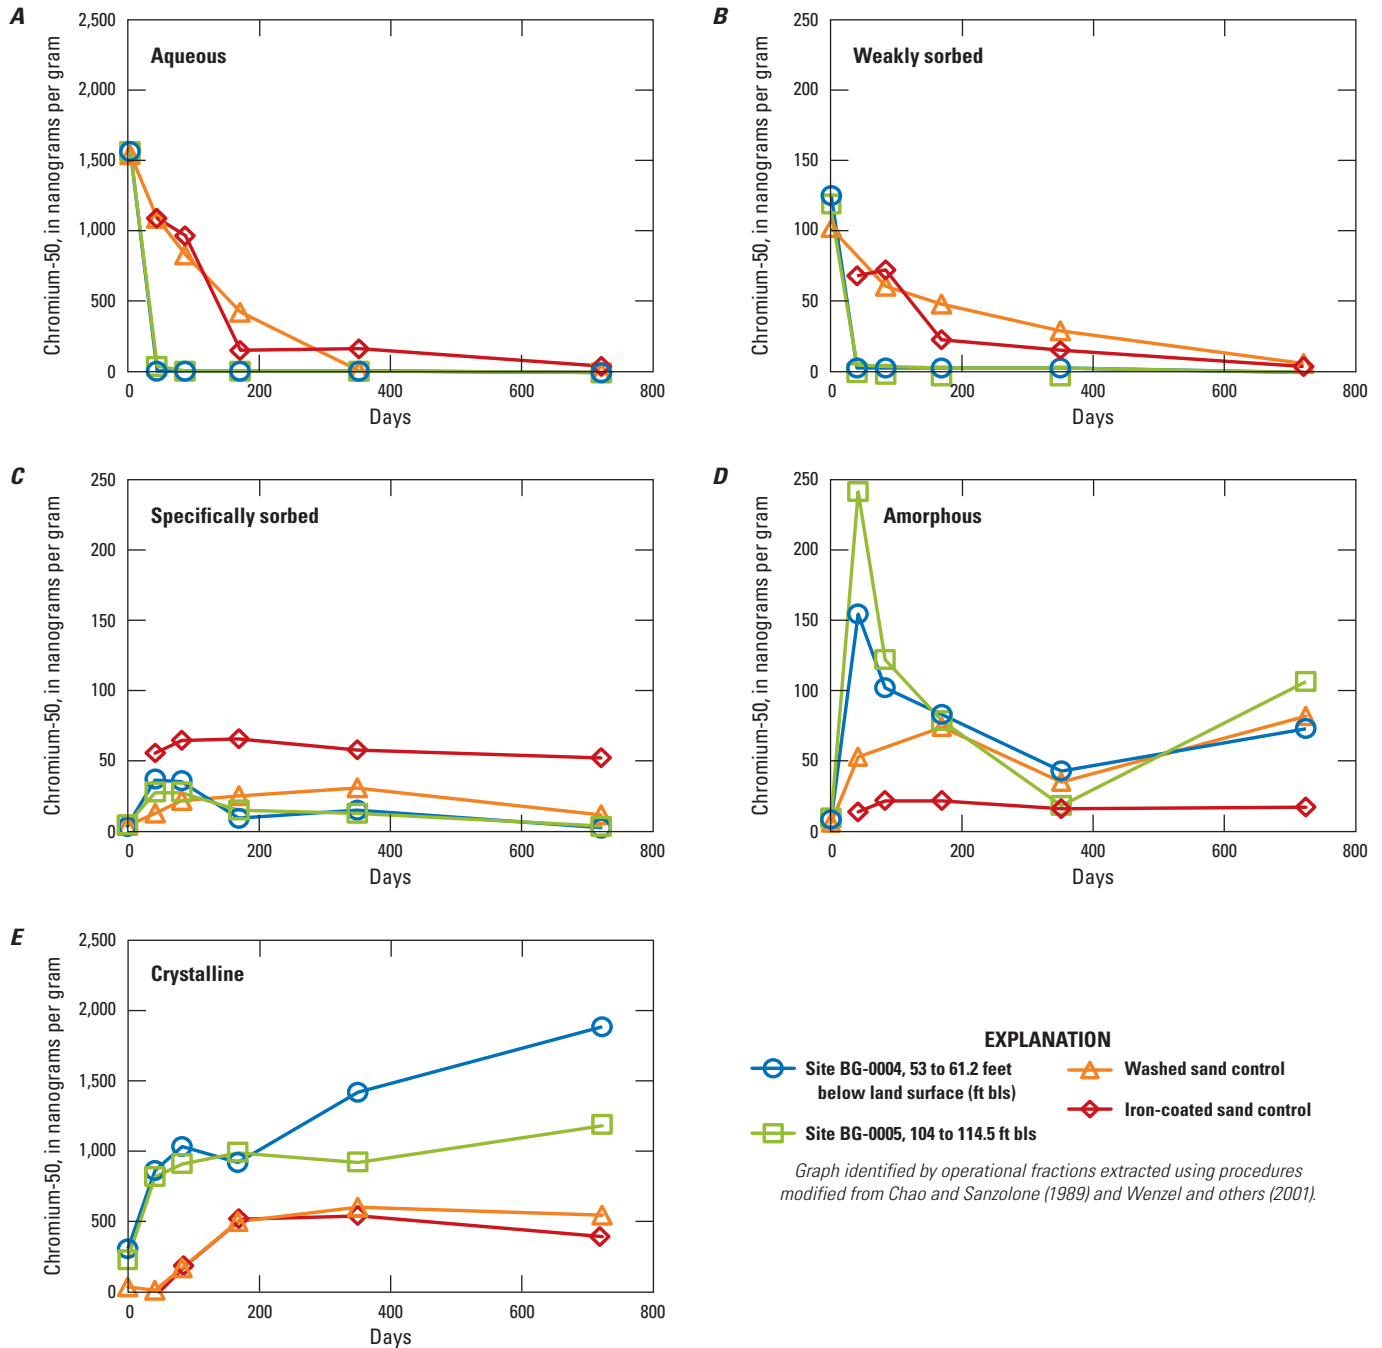 A
Chromium-50, in nanograms per gram
2,500
2,000
1,500
1,000
500
0
Aqueous
0 200 400 600 800
Days
B
Chromium-50, in nanograms per gram
250
200
150
100
50
0
Weakly sorbed
0 200 400 600 800
Days
C
Chromium-50, in nanograms per gram
250
200
150
100
50
0
Specifically sorbed
0 200 400 600 800
Days
D
Chromium-50, in nanograms per gram
250
200
150
100
50
0
Amorphous
0 200 400 600 800
Days
E
Chromium-50, in nanograms per gram
2,500
2,000
1,500
1,000
500
0
Crystalline
0 200 400 600 800
Days
EXPLANATION
Site BG-0004, 53 to 61.2 feet
below land surface (ft bls)
Site BG-0005, 104 to 114.5 ft bls
Washed sand control
Iron-coated sand control
Graph identified by operational fractions extracted using procedures
modified from Chao and Sanzolone (1989) and Wenzel and others (2001).